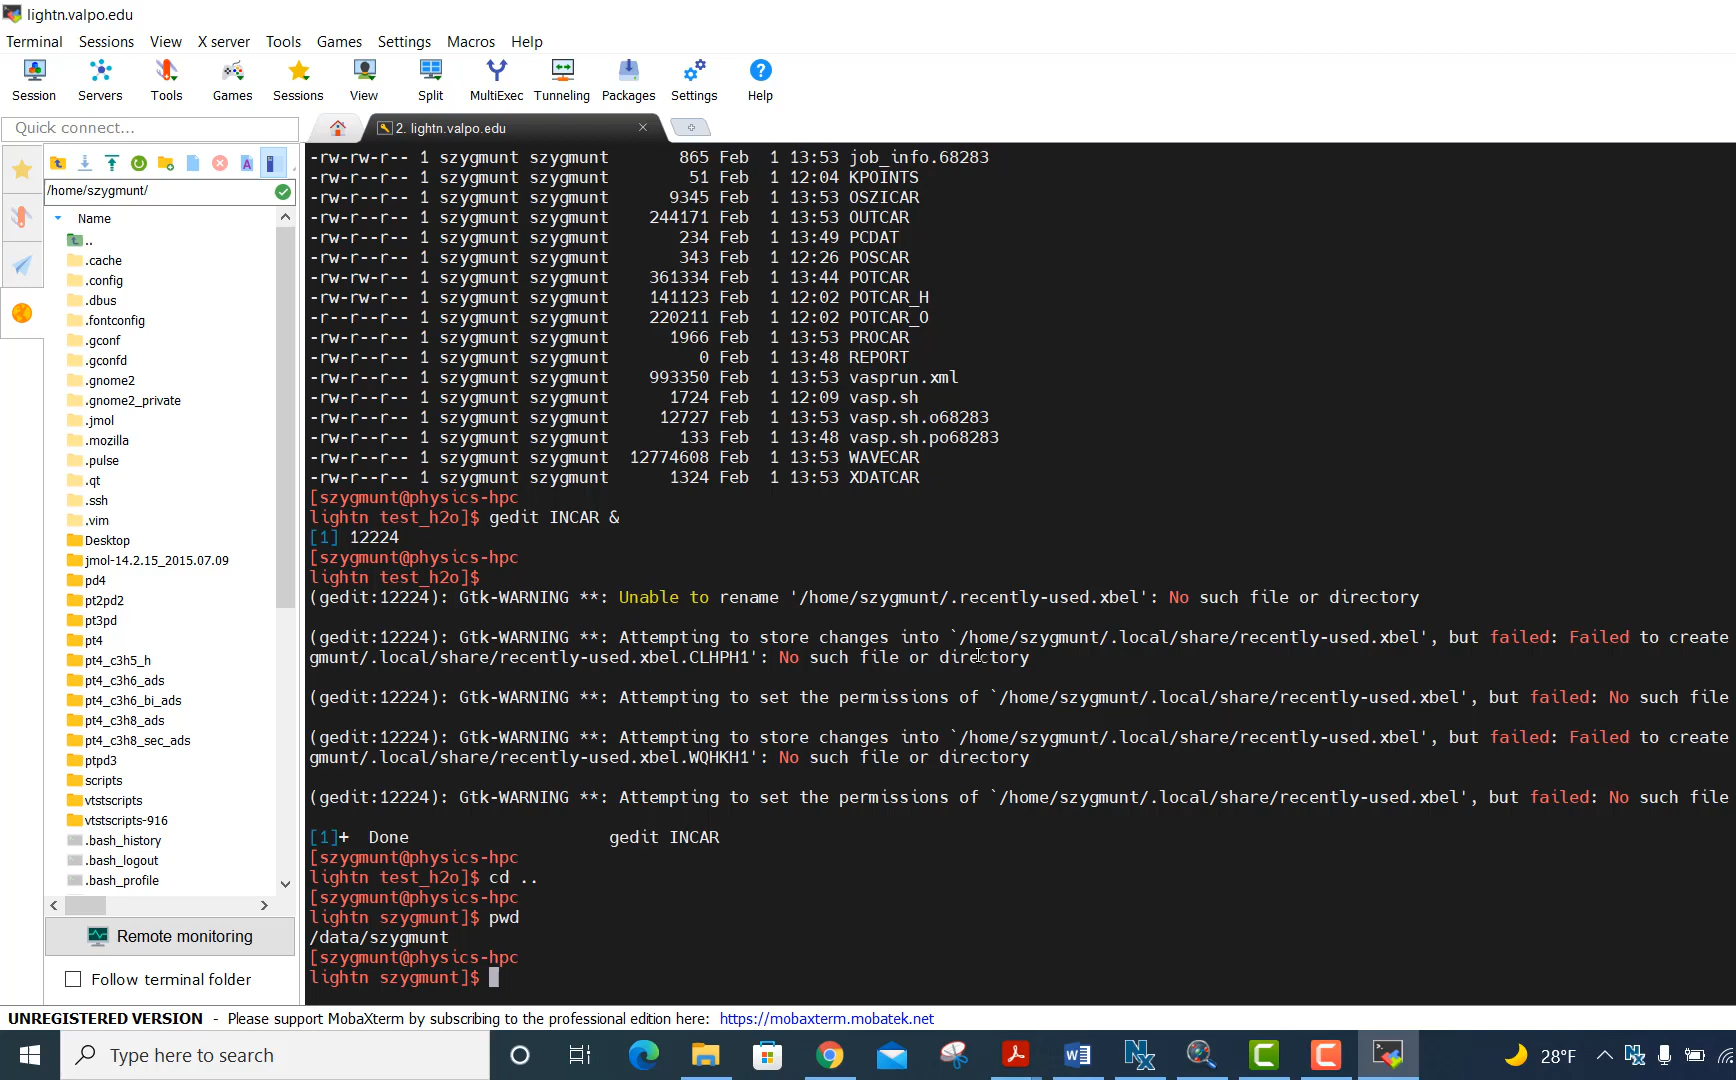 lightn.valpo.edu
Terminal Sessions View X server Tools Games Settings Macros Help
Session Servers Tools Games Sessions View Split MultiExec Tunneling Packages Settings Help
Quick connect...
2. lightn.valpo.edu
/home/szygmunt/
Name
..
.cache
.config
.dbus
.fontconfig
.gconf
.gconfd
.gnome2
.gnome2_private
.jmol
.mozilla
.pulse
.qt
.ssh
.vim
Desktop
jmol-14.2.15_2015.07.09
pd4
pt2pd2
pt3pd
pt4
pt4_c3h5_h
pt4_c3h6_ads
pt4_c3h6_bi_ads
pt4_c3h8_ads
pt4_c3h8_sec_ads
ptpd3
scripts
vtstscripts
vtstscripts-916
.bash_history
.bash_logout
.bash_profile
Remote monitoring
Follow terminal folder
-rw-rw-r-- 1 szygmunt szygmunt 865 Feb 1 13:53 job_info.68283
-rw-rw-r-- 1 szygmunt szygmunt 51 Feb 1 12:04 KPOINTS
-rw-r--r-- 1 szygmunt szygmunt 9345 Feb 1 13:53 OSZICAR
-rw-r--r-- 1 szygmunt szygmunt 244171 Feb 1 13:53 OUTCAR
-rw-r--r-- 1 szygmunt szygmunt 234 Feb 1 13:49 PCDAT
-rw-rw-r-- 1 szygmunt szygmunt 343 Feb 1 12:26 POSCAR
-rw-rw-r-- 1 szygmunt szygmunt 361334 Feb 1 13:44 POTCAR
-rw-rw-r-- 1 szygmunt szygmunt 141123 Feb 1 12:02 POTCAR_H
-r--r--r-- 1 szygmunt szygmunt 220211 Feb 1 12:02 POTCAR_O
-rw-r--r-- 1 szygmunt szygmunt 1966 Feb 1 13:53 PROCAR
-rw-r--r-- 1 szygmunt szygmunt 0 Feb 1 13:48 REPORT
-rw-r--r-- 1 szygmunt szygmunt 993350 Feb 1 13:53 vasprun.xml
-rw-rw-r-- 1 szygmunt szygmunt 1724 Feb 1 12:09 vasp.sh
-rw-r--r-- 1 szygmunt szygmunt 12727 Feb 1 13:53 vasp.sh.o68283
-rw-r--r-- 1 szygmunt szygmunt 133 Feb 1 13:48 vasp.sh.po68283
-rw-r--r-- 1 szygmunt szygmunt 12774608 Feb 1 13:53 WAVECAR
-rw-r--r-- 1 szygmunt szygmunt 1324 Feb 1 13:53 XDATCAR
[szygmunt@physics-hpc
lightn test_h2o]$ gedit INCAR &
[1] 12224
[szygmunt@physics-hpc
lightn test_h2o]$
(gedit:12224): Gtk-WARNING **: Unable to rename '/home/szygmunt/.recently-used.xbel': No such file or directory
(gedit:12224): Gtk-WARNING **: Attempting to store changes into `/home/szygmunt/.local/share/recently-used.xbel', but failed: Failed to create
gmunt/.local/share/recently-used.xbel.CLHPH1': No such file or directory
(gedit:12224): Gtk-WARNING **: Attempting to set the permissions of `/home/szygmunt/.local/share/recently-used.xbel', but failed: No such file
(gedit:12224): Gtk-WARNING **: Attempting to store changes into `/home/szygmunt/.local/share/recently-used.xbel', but failed: Failed to create
gmunt/.local/share/recently-used.xbel.WQHKH1': No such file or directory
(gedit:12224): Gtk-WARNING **: Attempting to set the permissions of `/home/szygmunt/.local/share/recently-used.xbel', but failed: No such file
[1]+ Done gedit INCAR
[szygmunt@physics-hpc
lightn test_h2o]$ cd ..
[szygmunt@physics-hpc
lightn szygmunt]$ pwd
/data/szygmunt
[szygmunt@physics-hpc
lightn szygmunt]$
UNREGISTERED VERSION - Please support MobaXterm by subscribing to the professional edition here: https://mobaxterm.mobatek.net
Type here to search
28°F